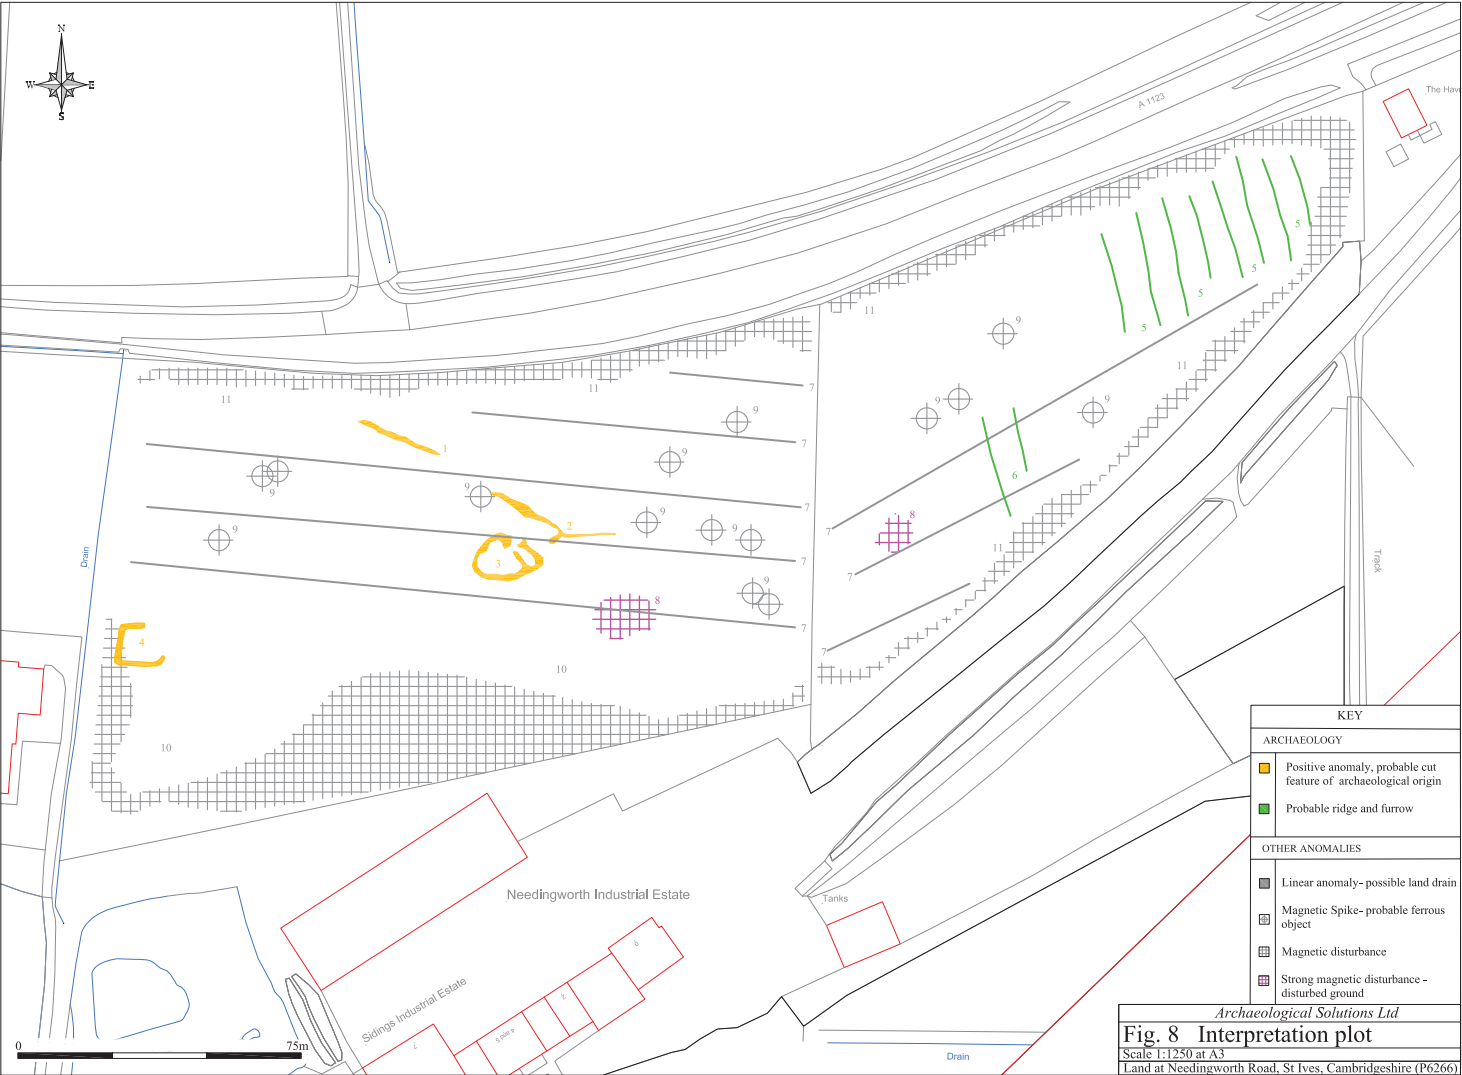 N
W E
S
A 1123
The Hav
5
5
5
5
9
11
11
11
11
9
9
9
7
7
1
9
9
9
6
7
9
2
9
9
8
7
9
3
7
11
7
9
8
7
4
7
10
10
Drain
Track
Needingworth Industrial Estate
Sidings Industrial Estate
Tanks
Drain
6
2
4 and 5
7
0 75m
KEY
ARCHAEOLOGY
Positive anomaly, probable cut
feature of archaeological origin
Probable ridge and furrow
OTHER ANOMALIES
Linear anomaly- possible land drain
Magnetic Spike- probable ferrous
object
Magnetic disturbance
Strong magnetic disturbance -
disturbed ground
Archaeological Solutions Ltd
Fig. 8 Interpretation plot
Scale 1:1250 at A3
Land at Needingworth Road, St Ives, Cambridgeshire (P6266)